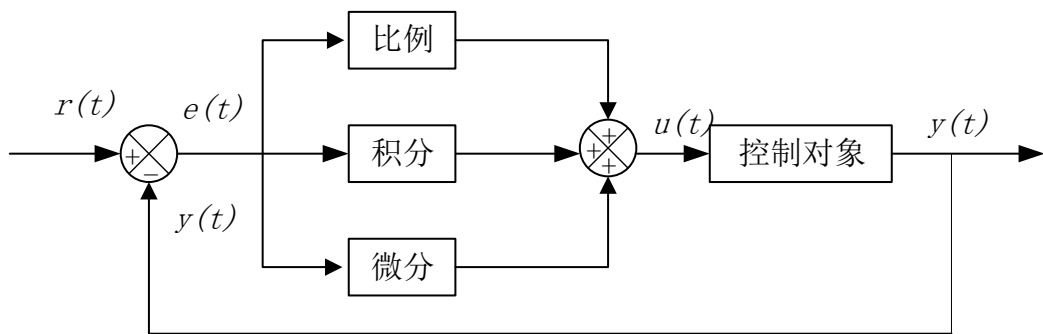 比例
r(t)
e(t)
+
−
积分
+
+
+
u(t)
控制对象
y(t)
y(t)
微分